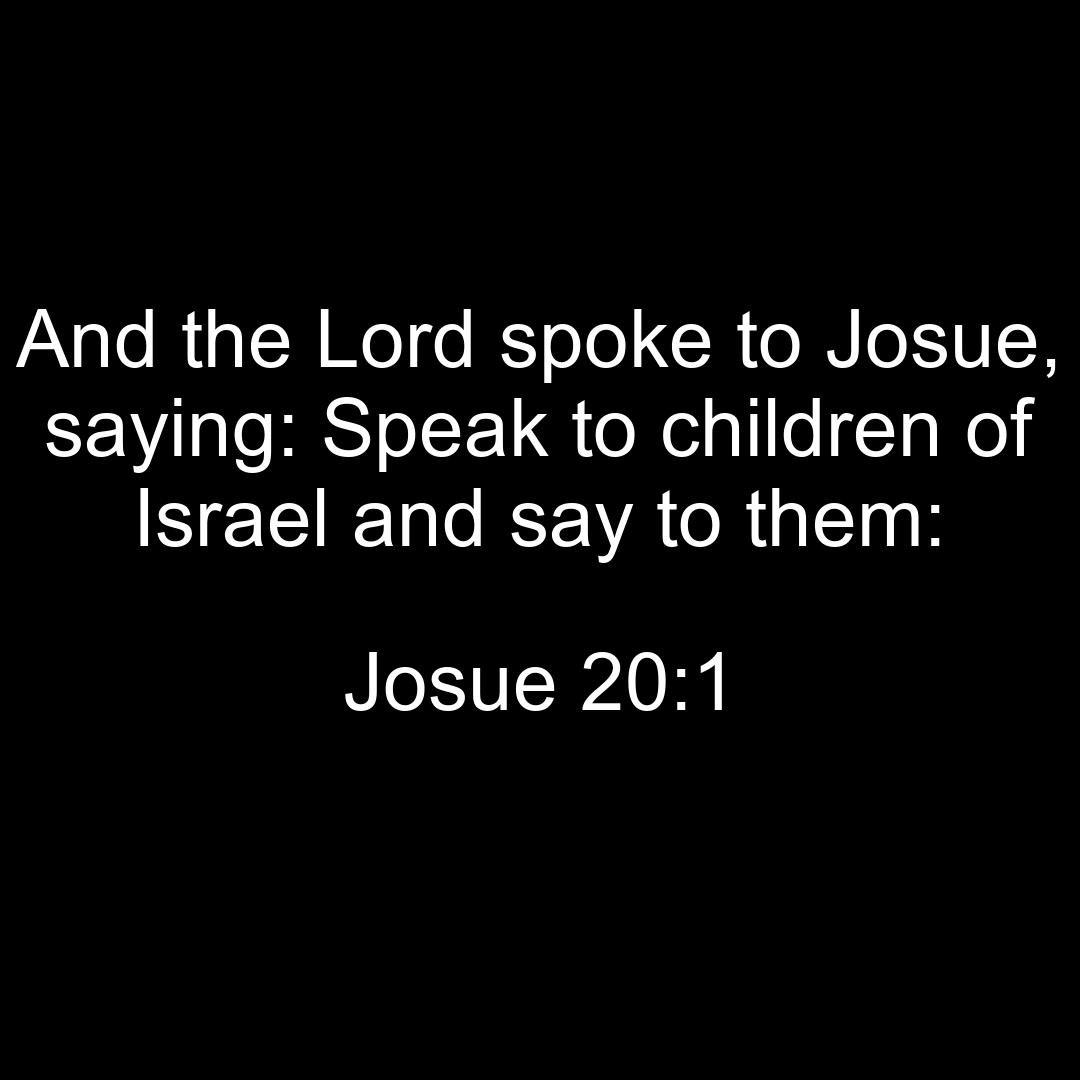 And the Lord spoke to Josue,
saying: Speak to children of
Israel and say to them:
Josue 20:1